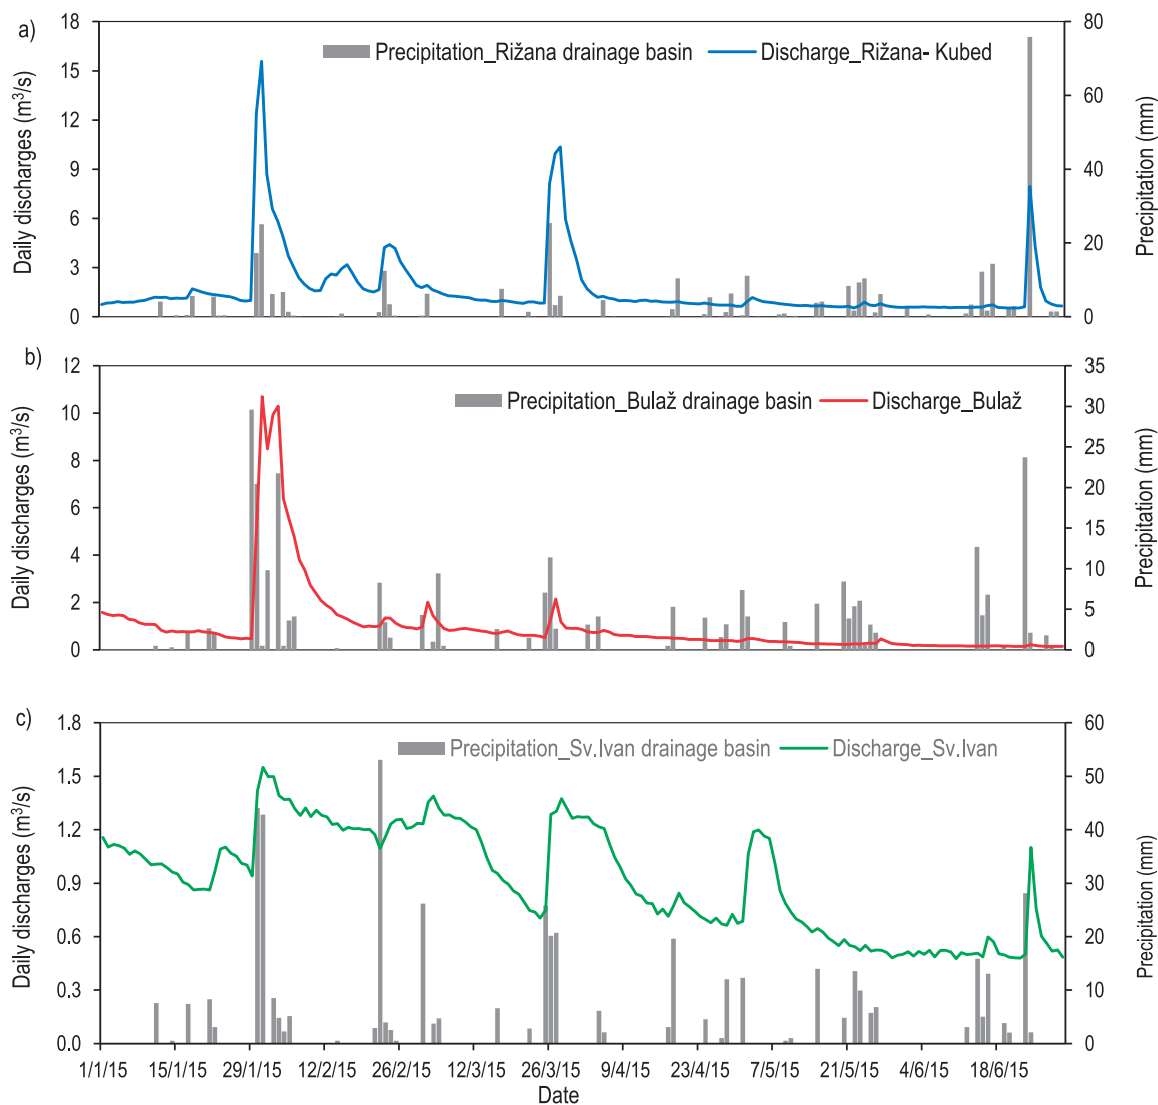 a)
Precipitation_Rižana drainage basin
Discharge_Rižana- Kubed
Daily discharges (m³/s)
18
15
12
9
6
3
0
Precipitation (mm)
80
60
40
20
0
b)
Precipitation_Bulaž drainage basin
Discharge_Bulaž
Daily discharges (m³/s)
12
10
8
6
4
2
0
Precipitation (mm)
35
30
25
20
15
10
5
0
c)
Precipitation_Sv.Ivan drainage basin
Discharge_Sv.Ivan
Daily discharges (m³/s)
1.8
1.5
1.2
0.9
0.6
0.3
0.0
Precipitation (mm)
60
50
40
30
20
10
0
1/1/15 15/1/15 29/1/15 12/2/15 26/2/15 12/3/15 26/3/15 9/4/15 23/4/15 7/5/15 21/5/15 4/6/15 18/6/15
Date